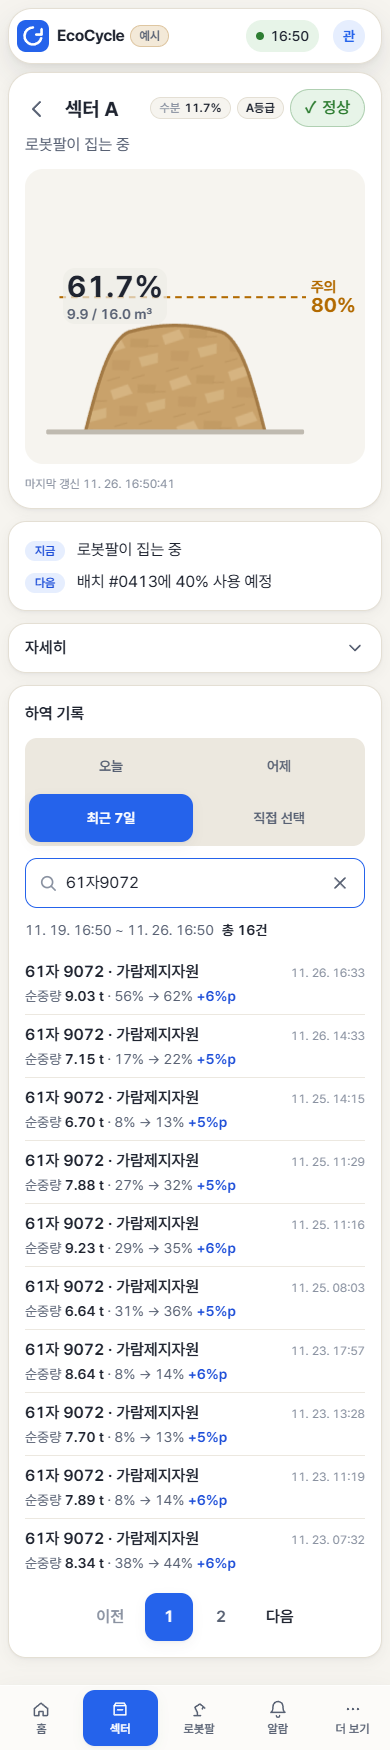 EcoCycle 예시 16:50 관
섹터 A 수분 11.7% A등급 ✓ 정상
로봇팔이 집는 중
61.7%
9.9 / 16.0 m³
주의
80%
마지막 갱신 11. 26. 16:50:41
지금 로봇팔이 집는 중
다음 배치 #0413에 40% 사용 예정
자세히
하역 기록
오늘 어제
최근 7일 직접 선택
61자9072
11. 19. 16:50 ~ 11. 26. 16:50 총 16건
61자 9072 · 가람제지자원 11. 26. 16:33
순중량 9.03 t · 56% → 62% +6%p
61자 9072 · 가람제지자원 11. 26. 14:33
순중량 7.15 t · 17% → 22% +5%p
61자 9072 · 가람제지자원 11. 25. 14:15
순중량 6.70 t · 8% → 13% +5%p
61자 9072 · 가람제지자원 11. 25. 11:29
순중량 7.88 t · 27% → 32% +5%p
61자 9072 · 가람제지자원 11. 25. 11:16
순중량 9.23 t · 29% → 35% +6%p
61자 9072 · 가람제지자원 11. 25. 08:03
순중량 6.64 t · 31% → 36% +5%p
61자 9072 · 가람제지자원 11. 23. 17:57
순중량 8.64 t · 8% → 14% +6%p
61자 9072 · 가람제지자원 11. 23. 13:28
순중량 7.70 t · 8% → 13% +5%p
61자 9072 · 가람제지자원 11. 23. 11:19
순중량 7.89 t · 8% → 14% +6%p
61자 9072 · 가람제지자원 11. 23. 07:32
순중량 8.34 t · 38% → 44% +6%p
이전 1 2 다음
홈 섹터 로봇팔 알람 더 보기